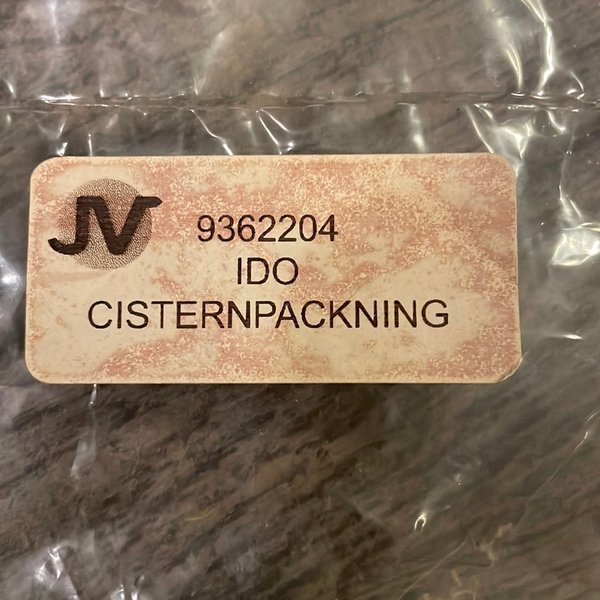 JV
9362204
IDO
CISTERNPACKNING